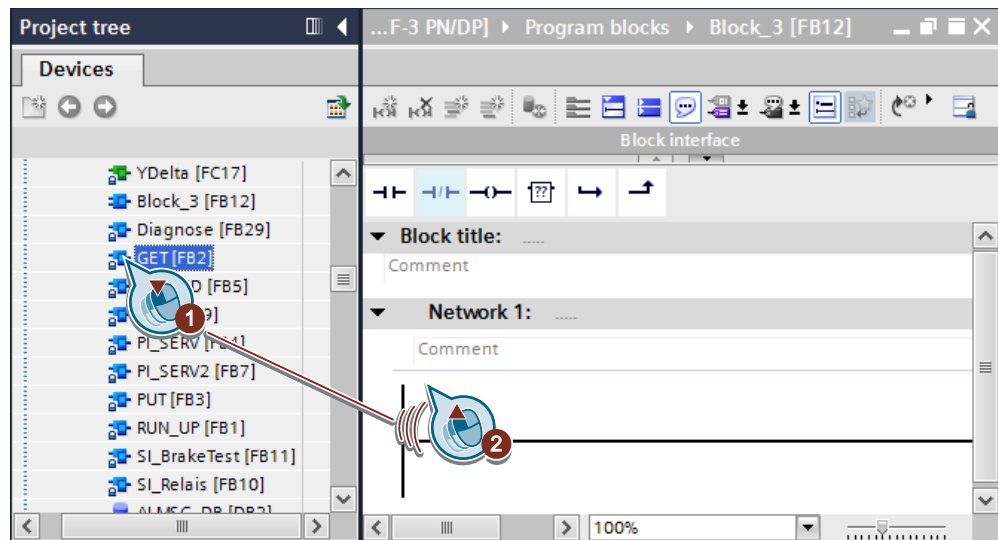 Project tree
...F-3 PN/DP] Program blocks Block_3 [FB12]
Devices
Block interface
YDelta [FC17]
Block_3 [FB12]
Diagnose [FB29]
GET [FB2]
D [FB5]
9]
PI_SERV [FB4]
PI_SERV2 [FB7]
PUT [FB3]
RUN_UP [FB1]
SI_BrakeTest [FB11]
SI_Relais [FB10]
??
Block title: .....
Comment
Network 1: .....
Comment
1
2
100%